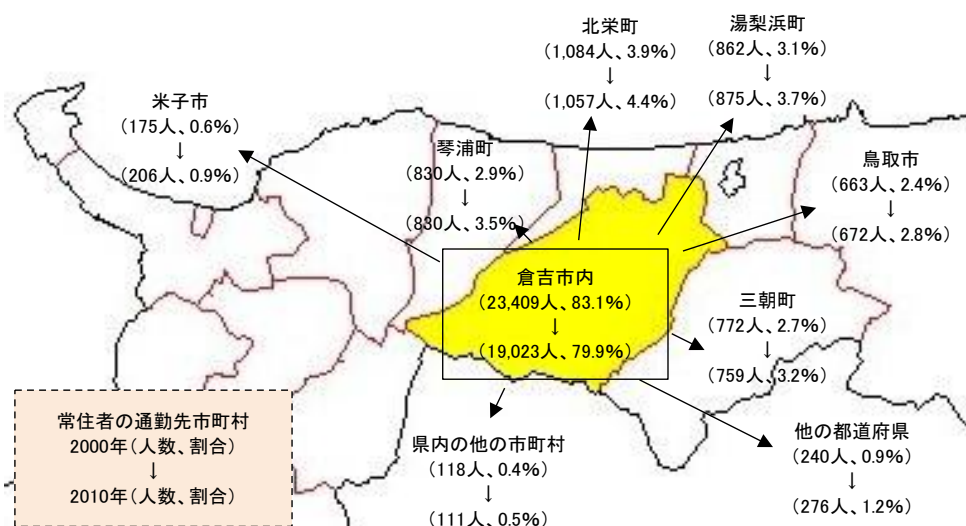 北栄町
(1,084人、3.9%)
↓
(1,057人、4.4%)
湯梨浜町
(862人、3.1%)
↓
(875人、3.7%)
米子市
(175人、0.6%)
↓
(206人、0.9%)
琴浦町
(830人、2.9%)
↓
(830人、3.5%)
鳥取市
(663人、2.4%)
↓
(672人、2.8%)
倉吉市内
(23,409人、83.1%)
↓
(19,023人、79.9%)
三朝町
(772人、2.7%)
↓
(759人、3.2%)
常住者の通勤先市町村
2000年(人数、割合)
↓
2010年(人数、割合)
県内の他の市町村
(118人、0.4%)
↓
(111人、0.5%)
他の都道府県
(240人、0.9%)
↓
(276人、1.2%)